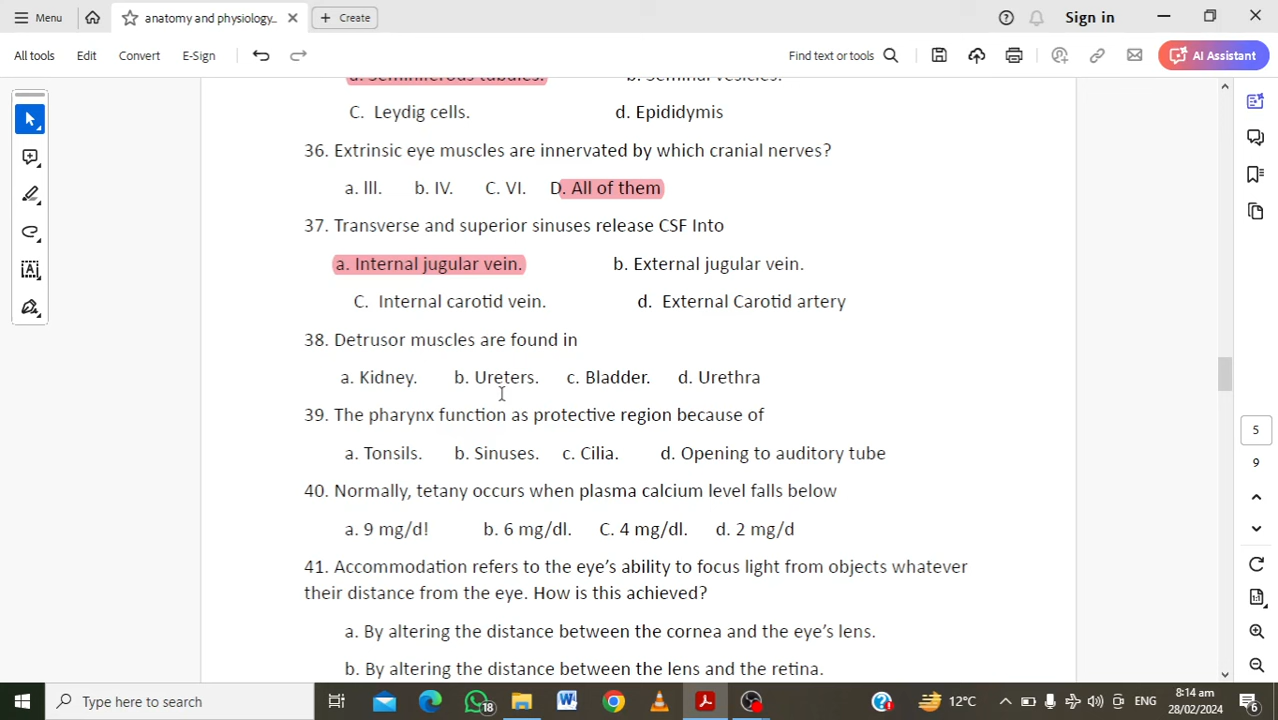 Menu
anatomy and physiology...
Create
Sign in
All tools
Edit
Convert
E-Sign
Find text or tools
AI Assistant
a. Seminiferous tubules.
b. Seminal vesicles.
C. Leydig cells.
d. Epididymis
36. Extrinsic eye muscles are innervated by which cranial nerves?
a. lll. b. IV. C. VI. D. All of them
37. Transverse and superior sinuses release CSF Into
a. Internal jugular vein. b. External jugular vein.
C. Internal carotid vein. d. External Carotid artery
38. Detrusor muscles are found in
a. Kidney. b. Ureters. c. Bladder. d. Urethra
39. The pharynx function as protective region because of
a. Tonsils. b. Sinuses. c. Cilia. d. Opening to auditory tube
40. Normally, tetany occurs when plasma calcium level falls below
a. 9 mg/d! b. 6 mg/dl. C. 4 mg/dl. d. 2 mg/d
41. Accommodation refers to the eye's ability to focus light from objects whatever
their distance from the eye. How is this achieved?
a. By altering the distance between the cornea and the eye's lens.
b. By altering the distance between the lens and the retina.
5
9
Type here to search
18
12°C
ENG
8:14 am
28/02/2024
6